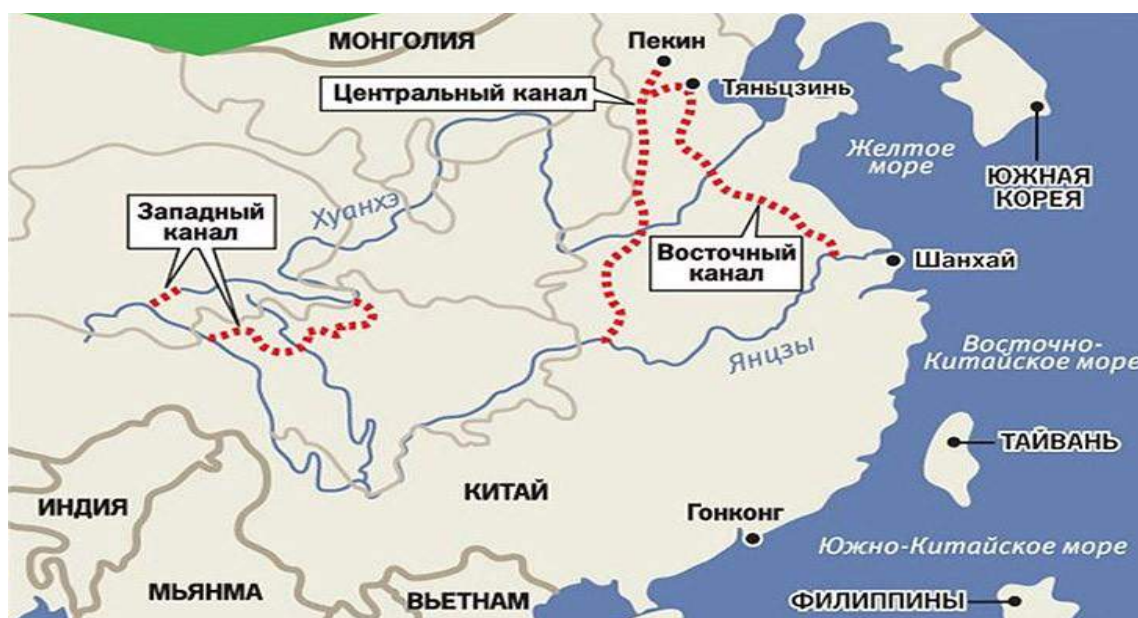 МОНГОЛИЯ
Пекин
Центральный канал
Тяньцзинь
Желтое
море
ЮЖНАЯ
КОРЕЯ
Западный
канал
Хуанхэ
Восточный
канал
Шанхай
Янцзы
Восточно-
Китайское море
ТАЙВАНЬ
КИТАЙ
ИНДИЯ
Гонконг
Южно-Китайское море
МЬЯНМА
ВЬЕТНАМ
ФИЛИППИНЫ